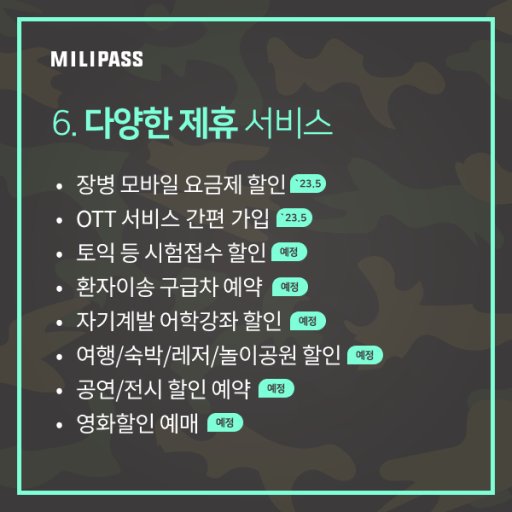 MILIPASS
6. 다양한 제휴 서비스
• 장병 모바일 요금제 할인 `23.5
• OTT 서비스 간편 가입 `23.5
• 토익 등 시험접수 할인 예정
• 환자이송 구급차 예약 예정
• 자기계발 어학강좌 할인 예정
• 여행/숙박/레저/놀이공원 할인 예정
• 공연/전시 할인 예약 예정
• 영화할인 예매 예정